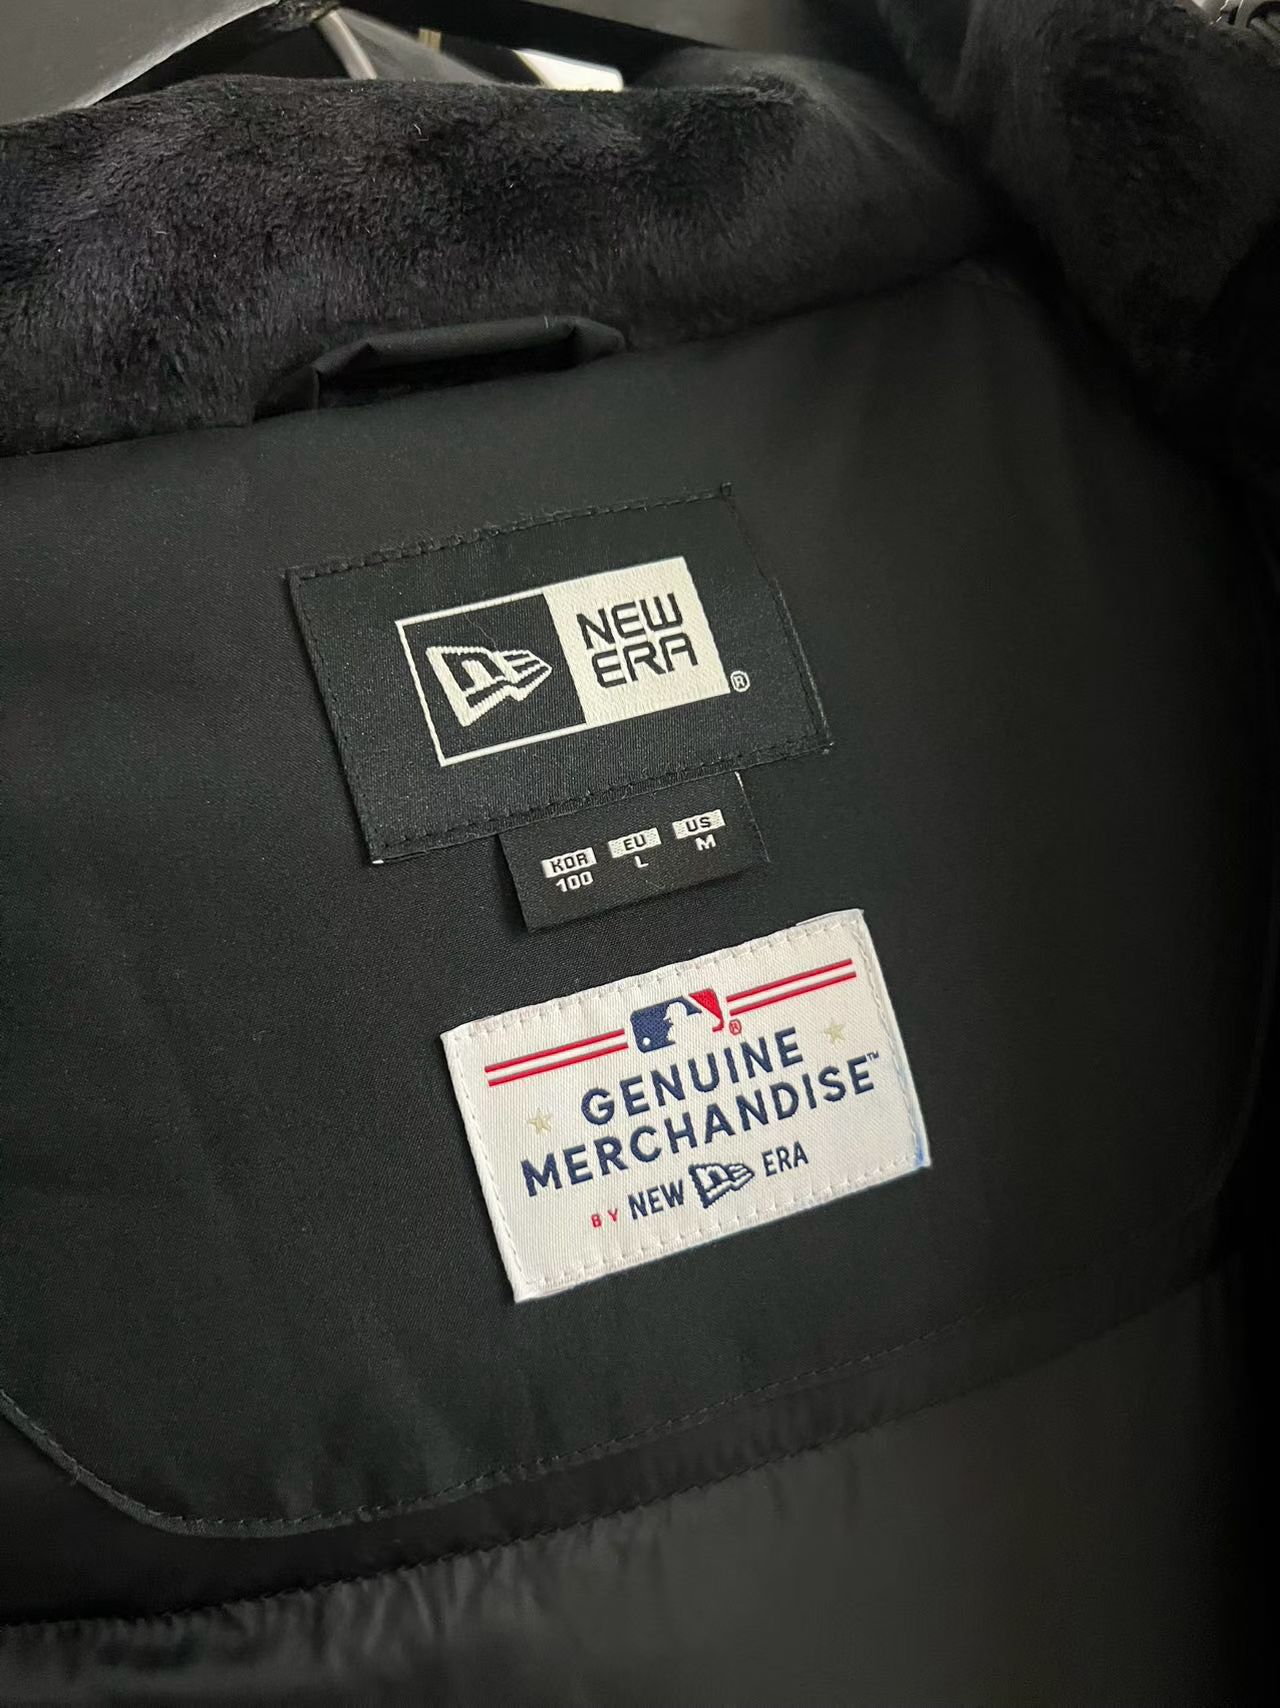 NEW
ERA
®
KOR EU US
100 L M
®
GENUINE
MERCHANDISE™
BY NEW ERA